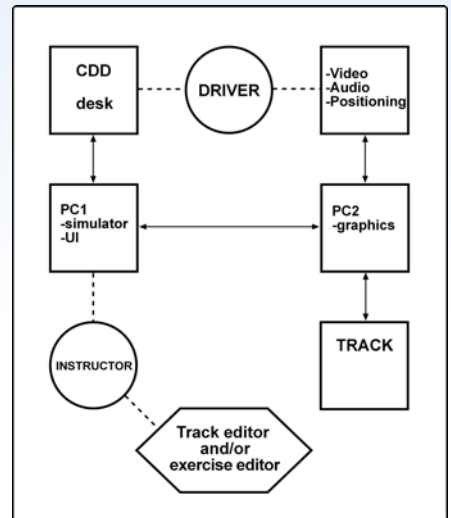 CDD
desk
DRIVER
-Video
-Audio
-Positioning
PC1
-simulator
-UI
PC2
-graphics
INSTRUCTOR
TRACK
Track editor
and/or
exercise editor